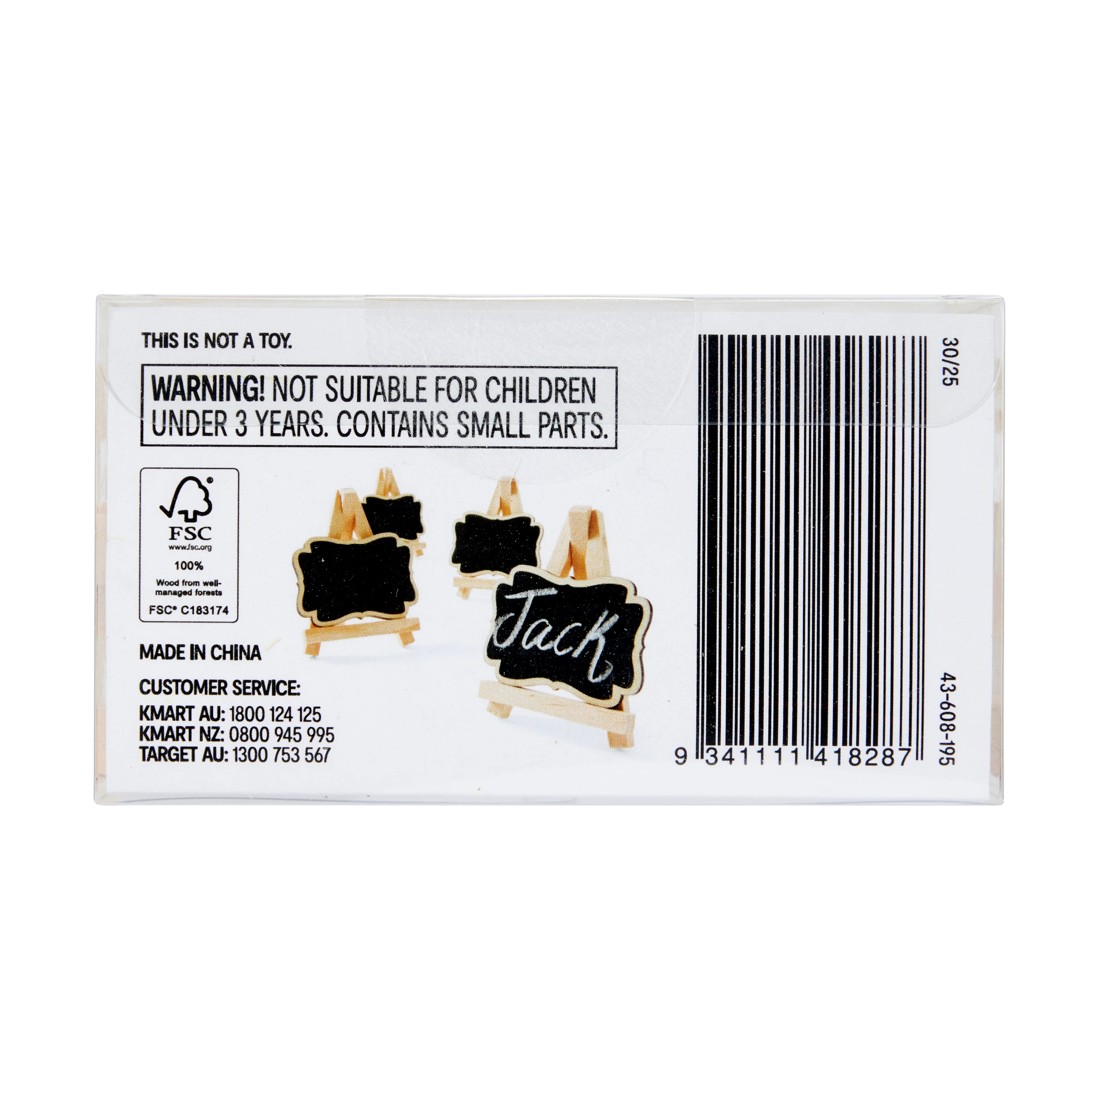 THIS IS NOT A TOY.
WARNING! NOT SUITABLE FOR CHILDREN
UNDER 3 YEARS. CONTAINS SMALL PARTS.
FSC
www.fsc.org
100%
Wood from well-
managed forests
FSC® C183174
MADE IN CHINA
CUSTOMER SERVICE:
KMART AU: 1800 124 125
KMART NZ: 0800 945 995
TARGET AU: 1300 753 567
Jack
9 341111 418287
30/25
43-608-195